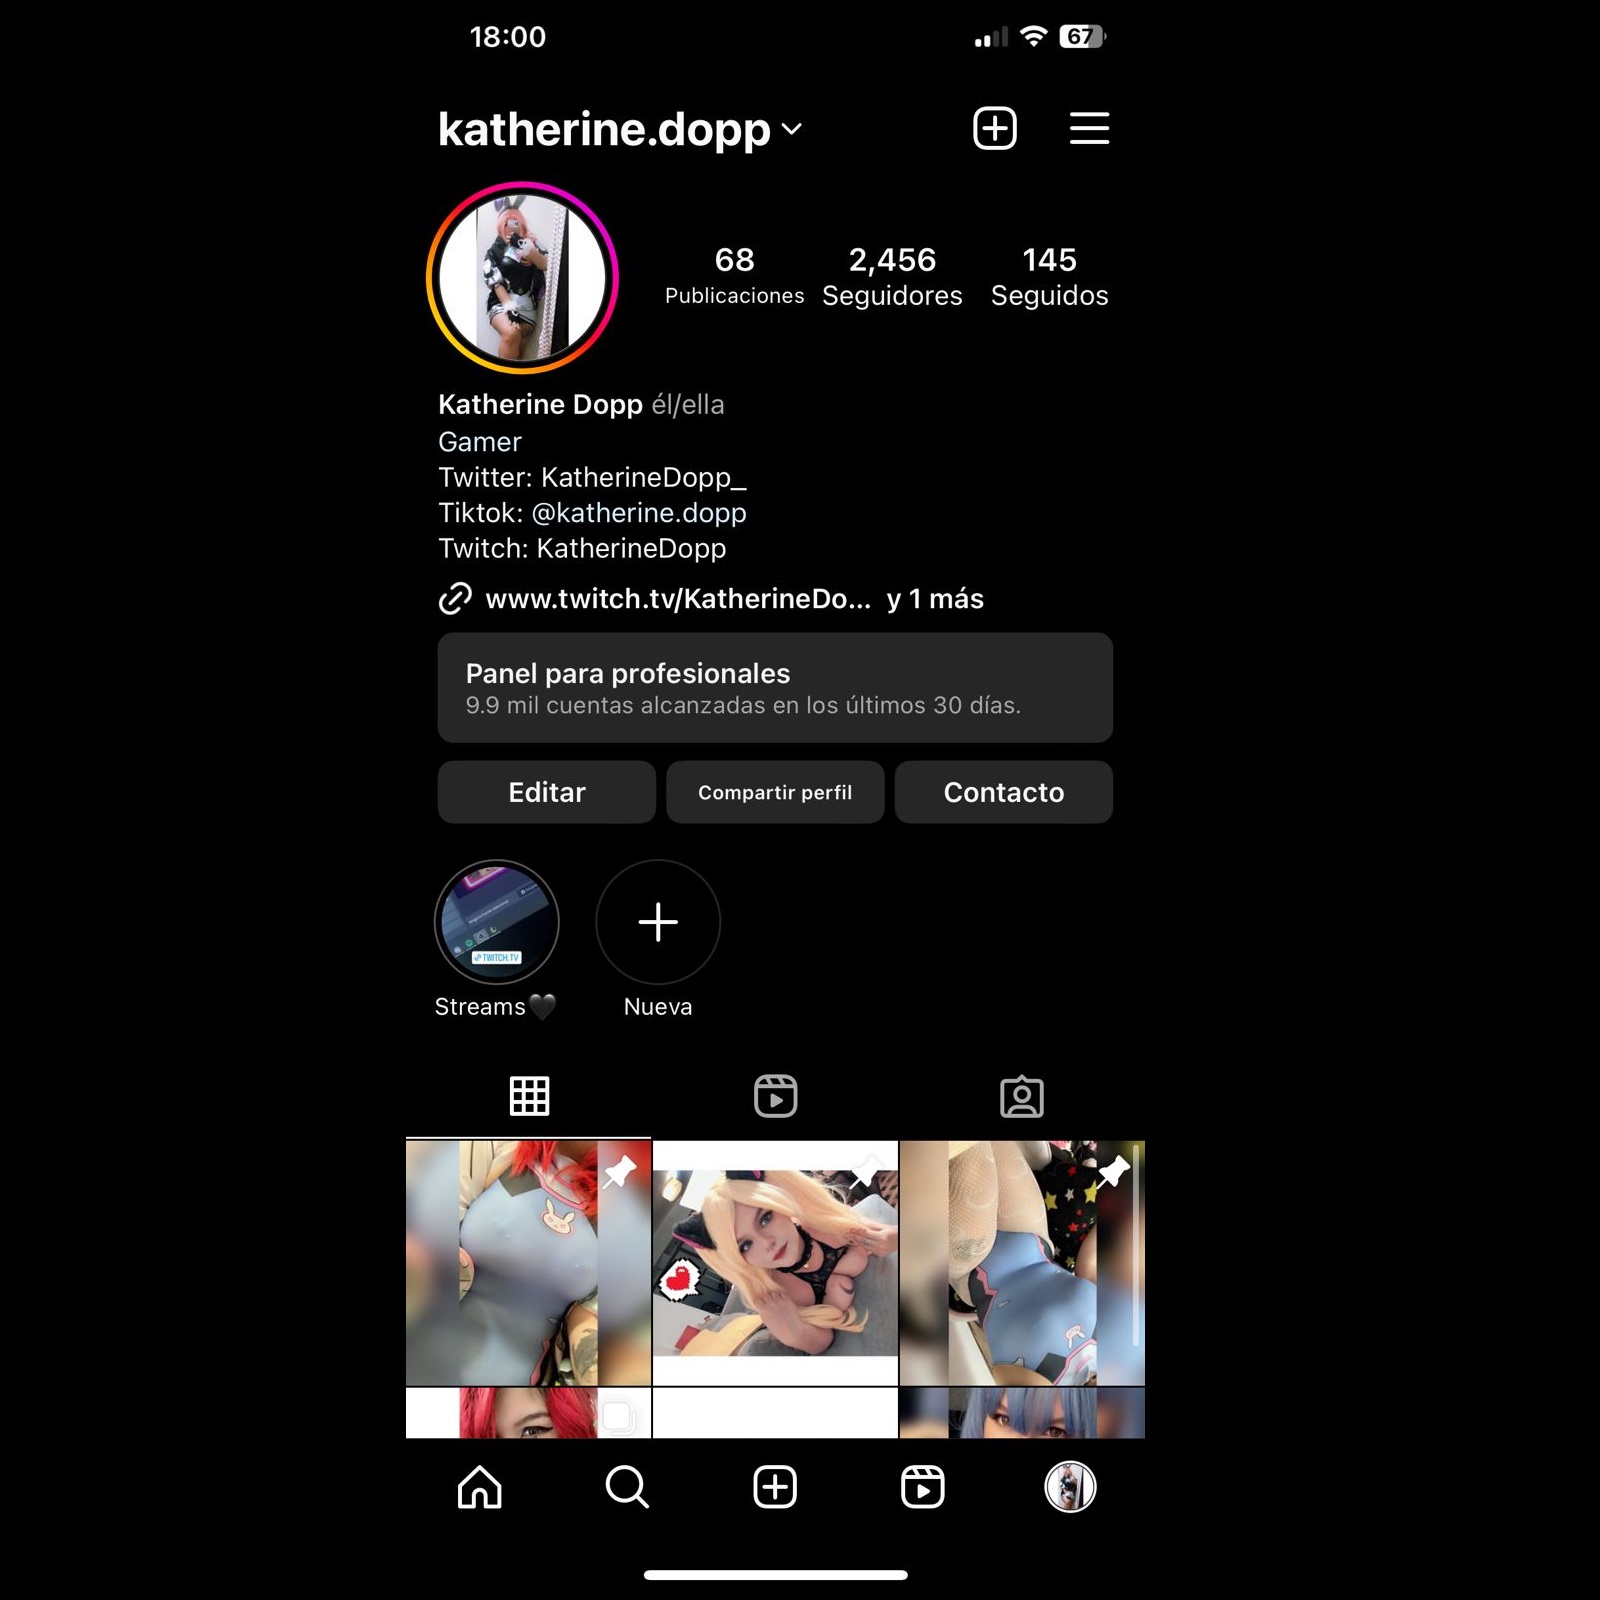 18:00
67
katherine.dopp
68
Publicaciones
2,456
Seguidores
145
Seguidos
Katherine Dopp él/ella
Gamer
Twitter: KatherineDopp_
Tiktok: @katherine.dopp
Twitch: KatherineDopp
www.twitch.tv/KatherineDo... y 1 más
Panel para profesionales
9.9 mil cuentas alcanzadas en los últimos 30 días.
Editar
Compartir perfil
Contacto
TWITCH.TV
Streams🖤
Nueva